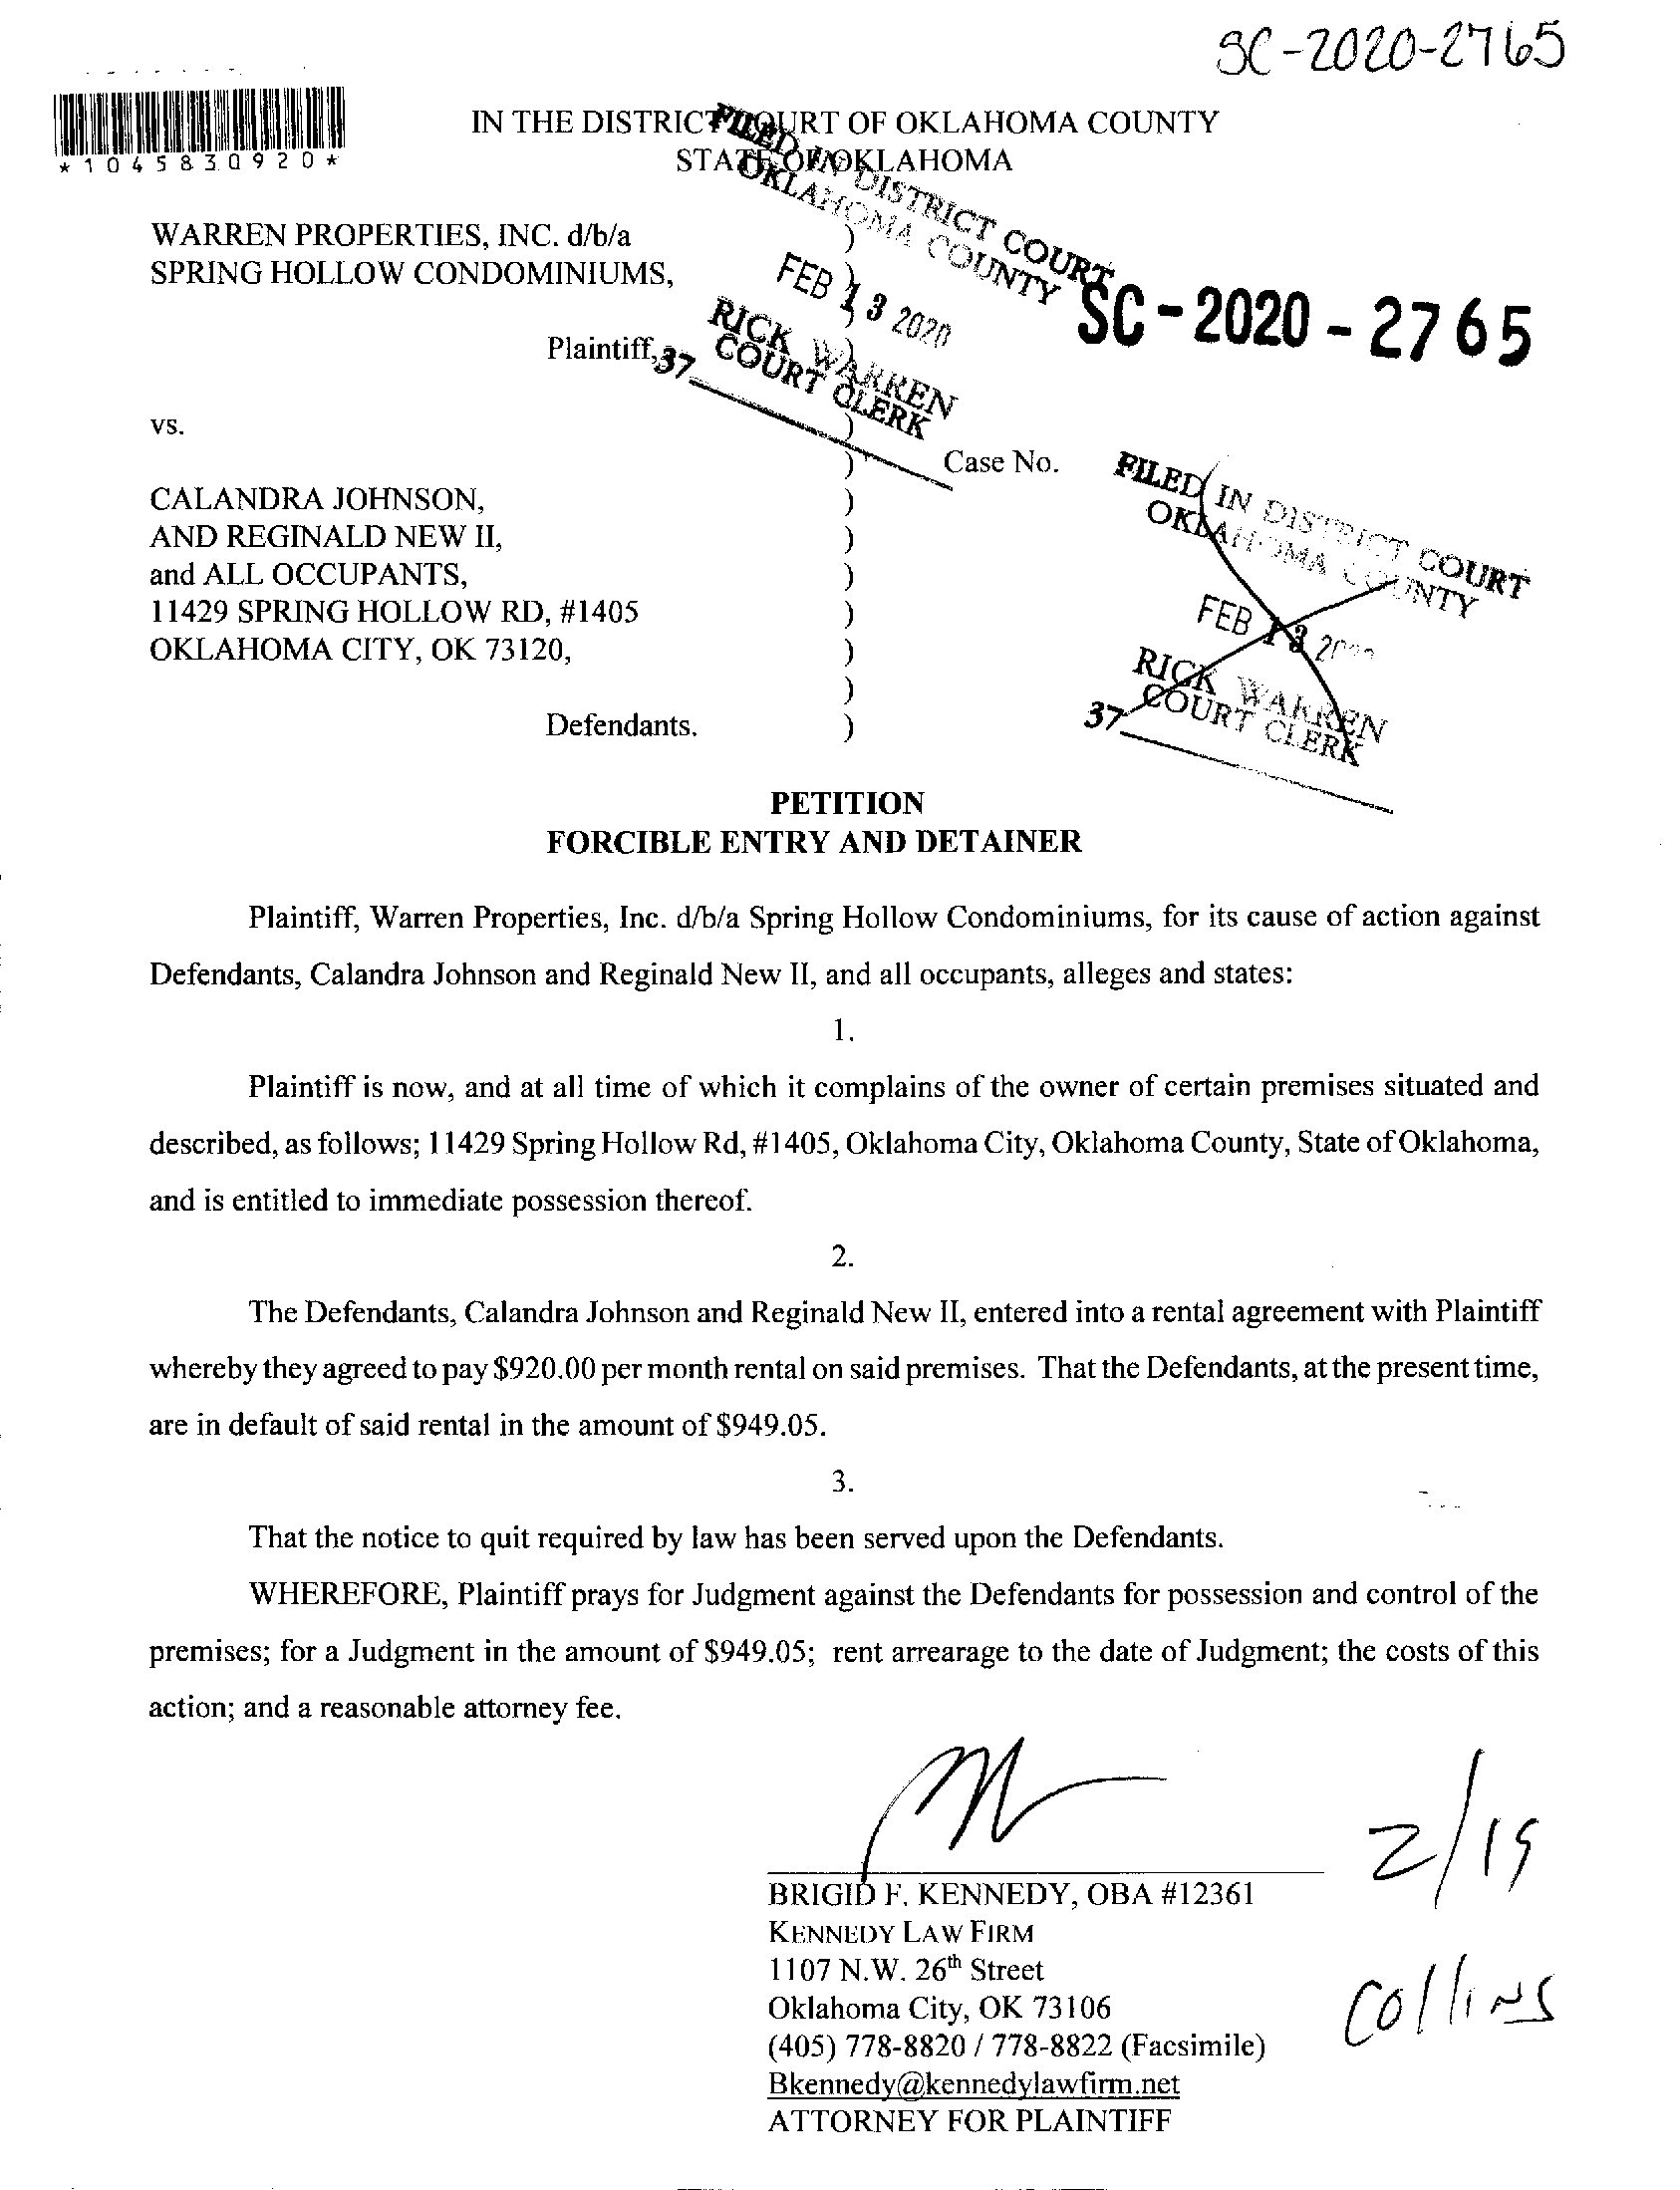 SC-2020-2765
*1045830920*
IN THE DISTRICT COURT OF OKLAHOMA COUNTY
STATE OF OKLAHOMA
FILED IN DISTRICT COURT
OKLAHOMA COUNTY
FEB 13 2020
RICK WARREN
COURT CLERK
37
SC-2020-2765
WARREN PROPERTIES, INC. d/b/a )
SPRING HOLLOW CONDOMINIUMS, )
Plaintiff, )
vs. )
) Case No.
CALANDRA JOHNSON, )
AND REGINALD NEW II, )
and ALL OCCUPANTS, )
11429 SPRING HOLLOW RD, #1405 )
OKLAHOMA CITY, OK 73120, )
)
Defendants. )
FILED IN DISTRICT COURT
OKLAHOMA COUNTY
FEB 13
RICK WARREN
COURT CLERK
37
PETITION
FORCIBLE ENTRY AND DETAINER
Plaintiff, Warren Properties, Inc. d/b/a Spring Hollow Condominiums, for its cause of action against
Defendants, Calandra Johnson and Reginald New II, and all occupants, alleges and states:
1.
Plaintiff is now, and at all time of which it complains of the owner of certain premises situated and
described, as follows; 11429 Spring Hollow Rd, #1405, Oklahoma City, Oklahoma County, State of Oklahoma,
and is entitled to immediate possession thereof.
2.
The Defendants, Calandra Johnson and Reginald New II, entered into a rental agreement with Plaintiff
whereby they agreed to pay $920.00 per month rental on said premises. That the Defendants, at the present time,
are in default of said rental in the amount of $949.05.
3.
That the notice to quit required by law has been served upon the Defendants.
WHEREFORE, Plaintiff prays for Judgment against the Defendants for possession and control of the
premises; for a Judgment in the amount of $949.05; rent arrearage to the date of Judgment; the costs of this
action; and a reasonable attorney fee.
BRIGID F. KENNEDY, OBA #12361
KENNEDY LAW FIRM
1107 N.W. 26th Street
Oklahoma City, OK 73106
(405) 778-8820 / 778-8822 (Facsimile)
Bkennedy@kennedylawfirm.net
ATTORNEY FOR PLAINTIFF
2/19
Collins